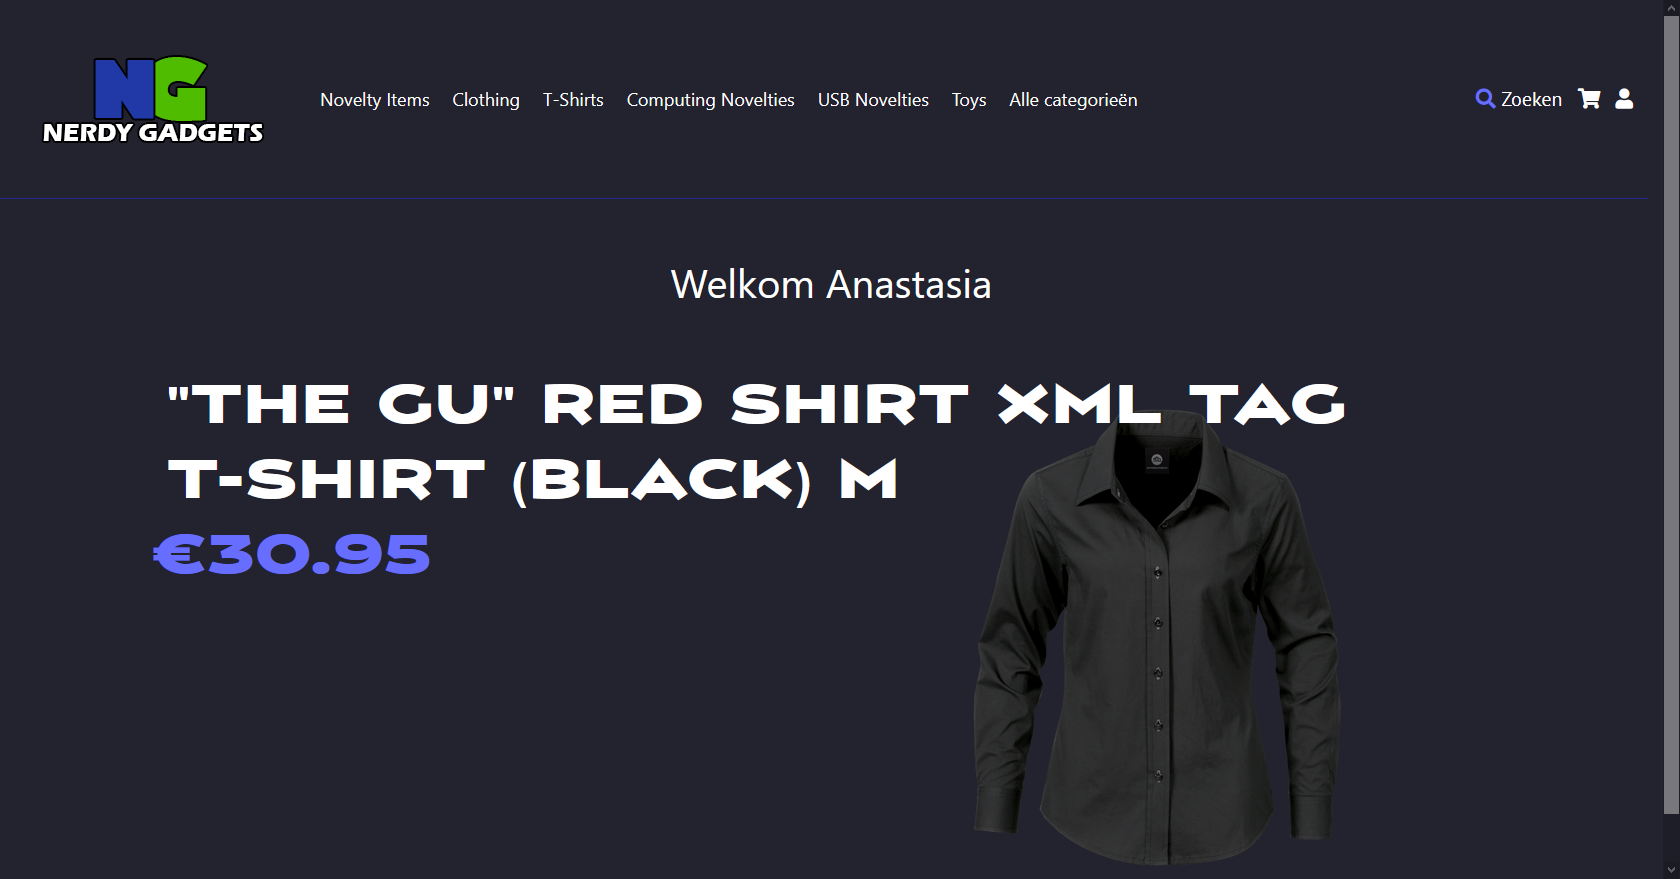 NG
NERDY GADGETS
Novelty Items Clothing T-Shirts Computing Novelties USB Novelties Toys Alle categorieën Zoeken
Welkom Anastasia
"THE GU" RED SHIRT XML TAG
T-SHIRT (BLACK) M
€30.95